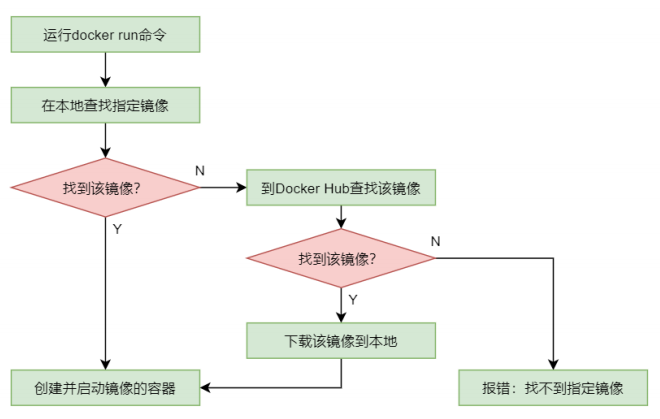 运行docker run命令
在本地查找指定镜像
找到该镜像?
N
到Docker Hub查找该镜像
Y
找到该镜像?
N
Y
下载该镜像到本地
创建并启动镜像的容器
报错：找不到指定镜像